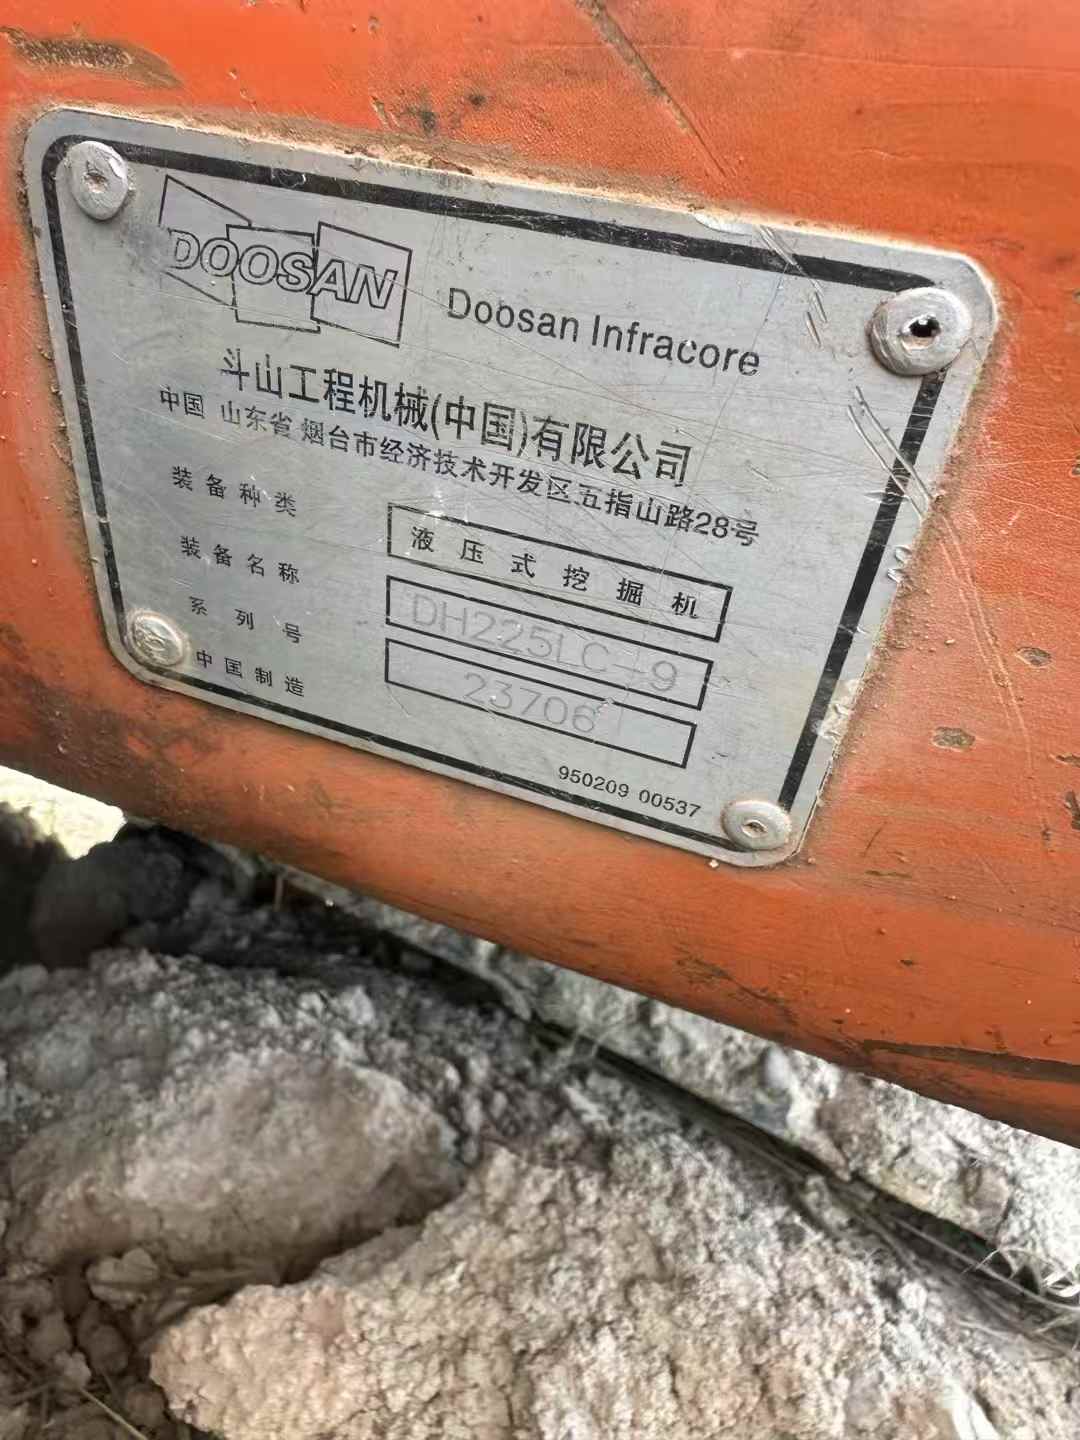 DOOSAN
Doosan Infracore
斗山工程机械(中国)有限公司
中国 山东省 烟台市经济技术开发区五指山路28号
装备种类 液压式挖掘机
装备名称 DH225LC-9
系列号 23706
中国制造
950209 00537